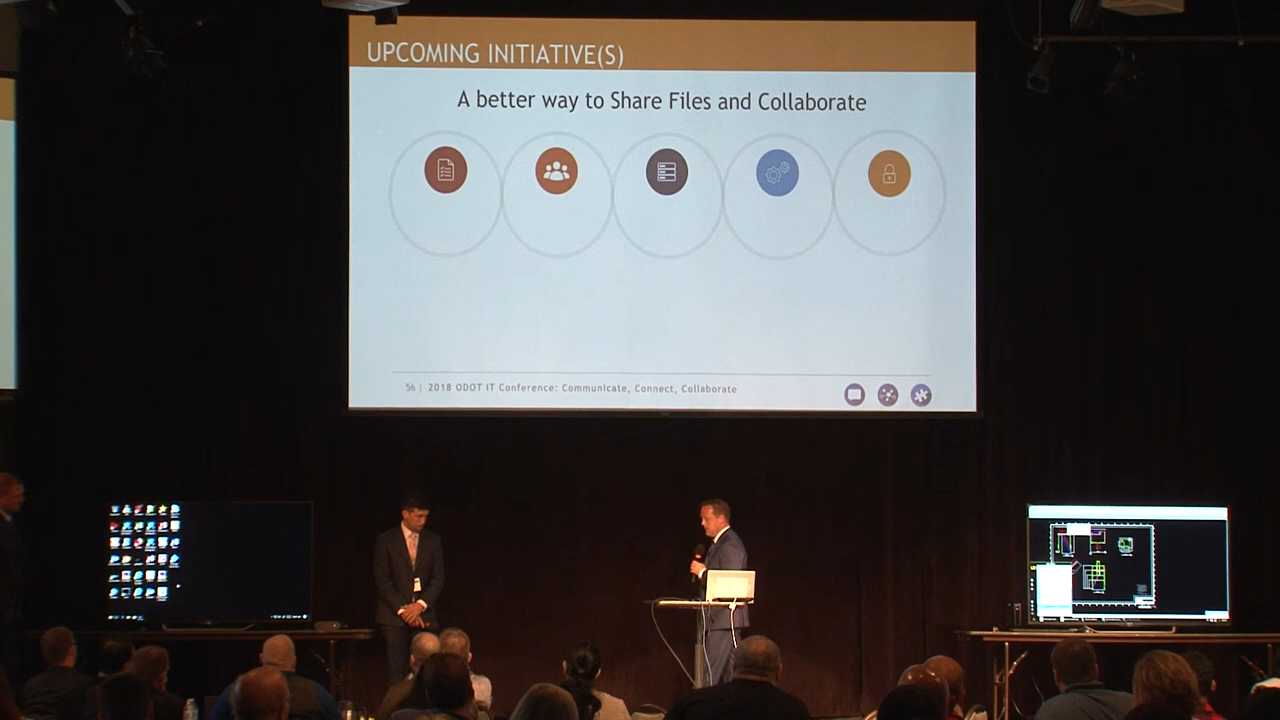 UPCOMING INITIATIVE(S)
A better way to Share Files and Collaborate
56 | 2018 ODOT IT Conference: Communicate, Connect, Collaborate